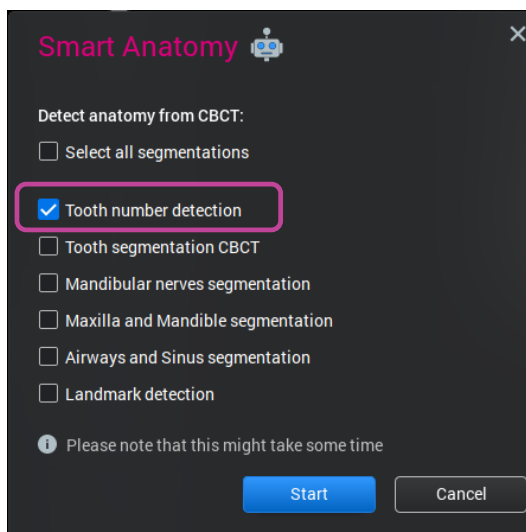 Smart Anatomy
Detect anatomy from CBCT:
Select all segmentations
Tooth number detection
Tooth segmentation CBCT
Mandibular nerves segmentation
Maxilla and Mandible segmentation
Airways and Sinus segmentation
Landmark detection
Please note that this might take some time
Start Cancel